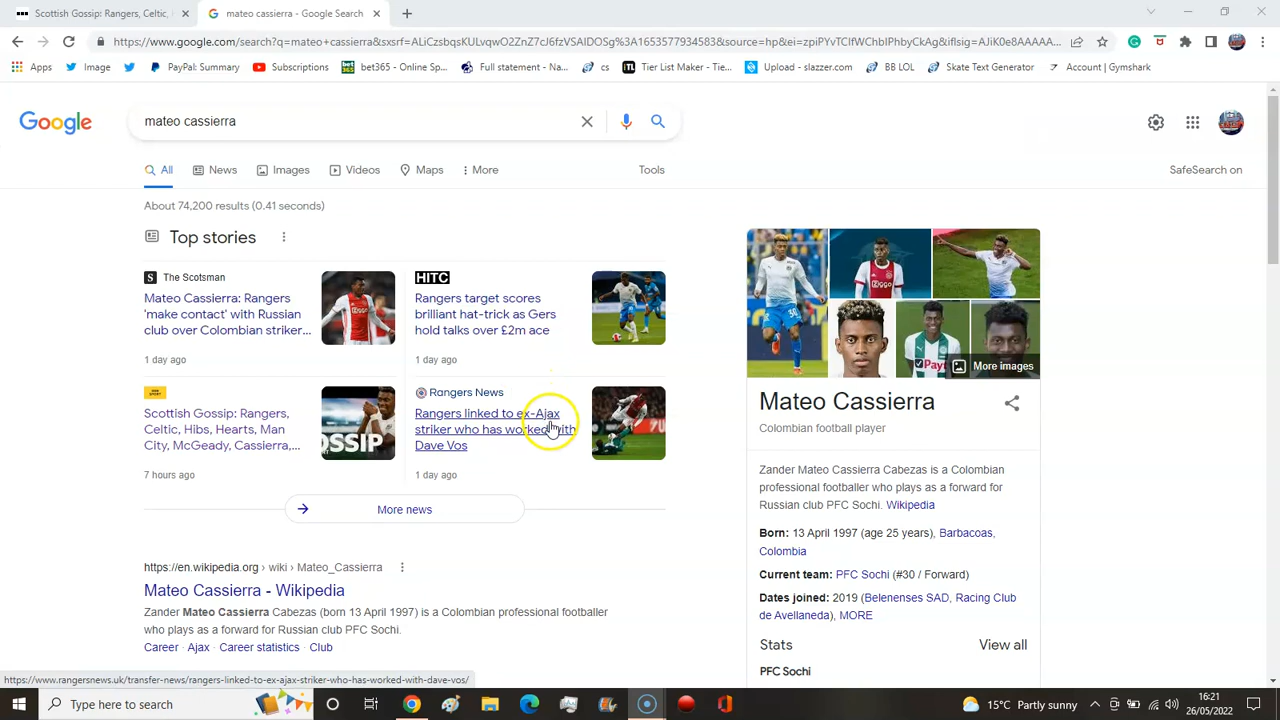 Scottish Gossip: Rangers, Celtic,
mateo cassierra - Google Search
https://www.google.com/search?q=mateo+cassierra&sxsrf=ALiCzsbqtKULvqwO2ZnZ7cJ6fzVSAlDOSg%3A1653577934583&source=hp&ei=zpiPYvTCIfWChbIPhbyCkAg&iflsig=AJiK0e8AAAAA...
Apps
Image
PayPal: Summary
Subscriptions
bet365 - Online Sp...
Full statement - Na...
cs
Tier List Maker - Tie...
Upload - slazzer.com
BB LOL
Skate Text Generator
Account | Gymshark
Google
mateo cassierra
All
News
Images
Videos
Maps
More
Tools
SafeSearch on
About 74,200 results (0.41 seconds)
Top stories
The Scotsman
Mateo Cassierra: Rangers
'make contact' with Russian
club over Colombian striker...
1 day ago
HITC
Rangers target scores
brilliant hat-trick as Gers
hold talks over £2m ace
1 day ago
Scottish Gossip: Rangers,
Celtic, Hibs, Hearts, Man
City, McGeady, Cassierra,...
7 hours ago
GOSSIP
Rangers News
Rangers linked to ex-Ajax
striker who has worked with
Dave Vos
1 day ago
More news
https://en.wikipedia.org › wiki › Mateo_Cassierra
Mateo Cassierra - Wikipedia
Zander Mateo Cassierra Cabezas (born 13 April 1997) is a Colombian professional footballer
who plays as a forward for Russian club PFC Sochi.
Career · Ajax · Career statistics · Club
More images
Mateo Cassierra
Colombian football player
Zander Mateo Cassierra Cabezas is a Colombian
professional footballer who plays as a forward for
Russian club PFC Sochi. Wikipedia
Born: 13 April 1997 (age 25 years), Barbacoas,
Colombia
Current team: PFC Sochi (#30 / Forward)
Dates joined: 2019 (Belenenses SAD, Racing Club
de Avellaneda), MORE
Stats
View all
PFC Sochi
https://www.rangersnews.uk/transfer-news/rangers-linked-to-ex-ajax-striker-who-has-worked-with-dave-vos/
Type here to search
15°C Partly sunny
16:21
26/05/2022